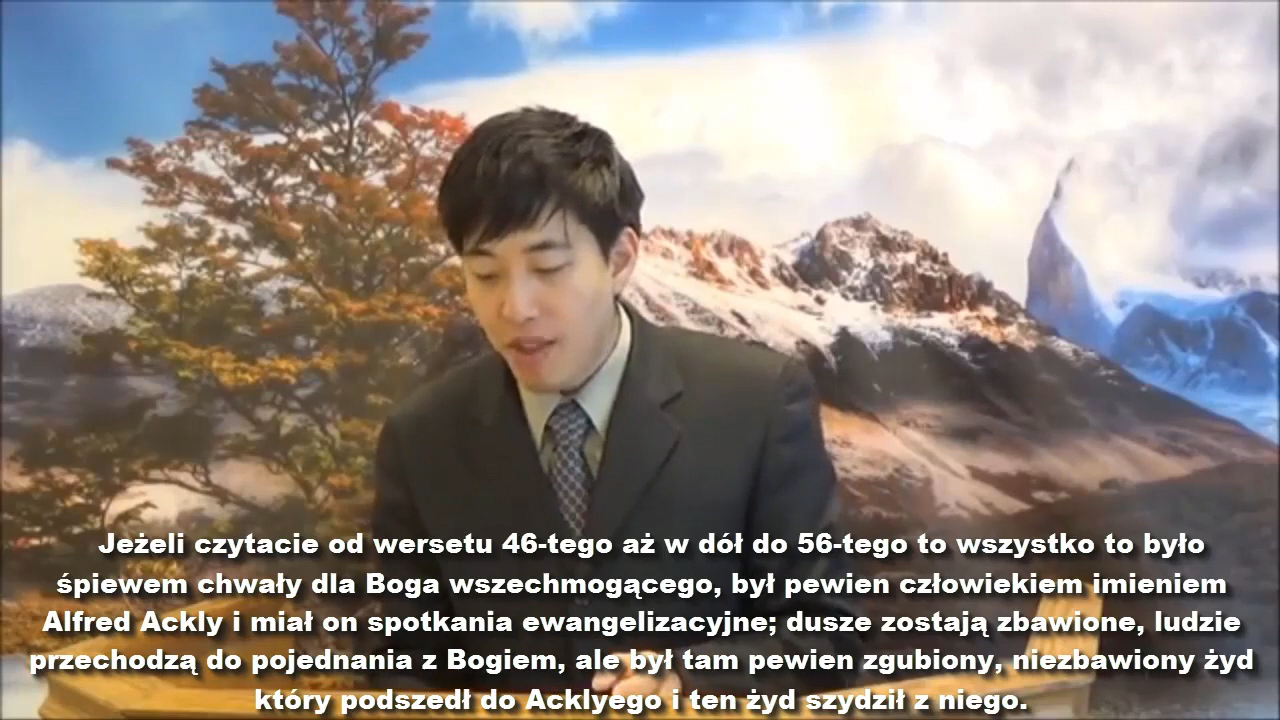 Jeżeli czytacie od wersetu 46-tego aż w dół do 56-tego to wszystko to było
śpiewem chwały dla Boga wszechmogącego, był pewien człowiekiem imieniem
Alfred Ackly i miał on spotkania ewangelizacyjne; dusze zostają zbawione, ludzie
przechodzą do pojednania z Bogiem, ale był tam pewien zgubiony, niezbawiony żyd
który podszedł do Acklyego i ten żyd szydził z niego.